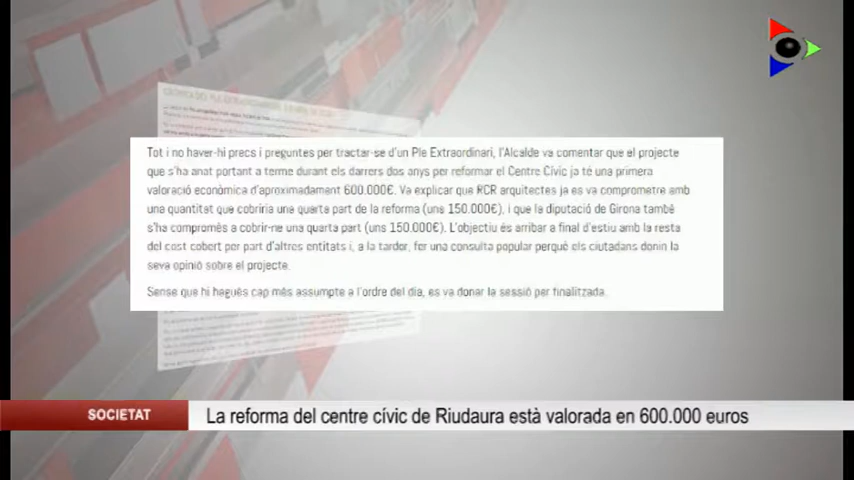 Tot i no haver-hi precs i preguntes per tractar-se d'un Ple Extraordinari, l'Alcalde va comentar que el projecte
que s'ha anat portant a terme durant els darrers dos anys per reformar el Centre Cívic ja té una primera
valoració econòmica d'aproximadament 600.000€. Va explicar que RCR arquitectes ja es va comprometre amb
una quantitat que cobriria una quarta part de la reforma (uns 150.000€), i que la diputació de Girona també
s'ha compromès a cobrir-ne una quarta part (uns 150.000€). L'objectiu és arribar a final d'estiu amb la resta
del cost cobert per part d'altres entitats i, a la tardor, fer una consulta popular perquè els ciutadans donin la
seva opinió sobre el projecte.
Sense que hi hagués cap més assumpte a l'ordre del dia, es va donar la sessió per finalitzada.
SOCIETAT
La reforma del centre cívic de Riudaura està valorada en 600.000 euros